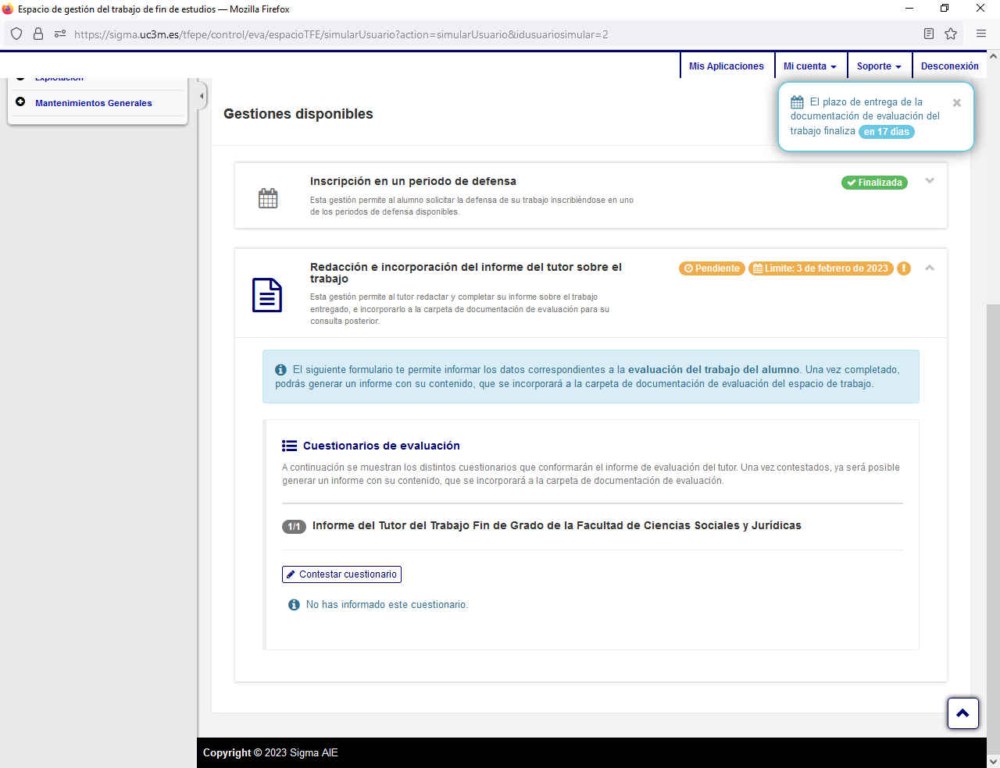 Espacio de gestión del trabajo de fin de estudios — Mozilla Firefox
https://sigma.uc3m.es/tfepe/control/eva/espacioTFE/simularUsuario?action=simularUsuario&idusuariosimular=2
Mis Aplicaciones
Mi cuenta
Soporte
Desconexión
Explotación
Mantenimientos Generales
El plazo de entrega de la
documentación de evaluación del
trabajo finaliza en 17 días
×
Gestiones disponibles
Inscripción en un periodo de defensa
Finalizada
Esta gestión permite al alumno solicitar la defensa de su trabajo inscribiéndose en uno
de los periodos de defensa disponibles.
Redacción e incorporación del informe del tutor sobre el
trabajo
Pendiente
Límite: 3 de febrero de 2023
!
Esta gestión permite al tutor redactar y completar su informe sobre el trabajo
entregado, e incorporarlo a la carpeta de documentación de evaluación para su
consulta posterior.
El siguiente formulario te permite informar los datos correspondientes a la evaluación del trabajo del alumno. Una vez completado,
podrás generar un informe con su contenido, que se incorporará a la carpeta de documentación de evaluación del espacio de trabajo.
Cuestionarios de evaluación
A continuación se muestran los distintos cuestionarios que conformarán el informe de evaluación del tutor. Una vez contestados, ya será posible
generar un informe con su contenido, que se incorporará a la carpeta de documentación de evaluación.
1/1 Informe del Tutor del Trabajo Fin de Grado de la Facultad de Ciencias Sociales y Jurídicas
Contestar cuestionario
No has informado este cuestionario.
Copyright © 2023 Sigma AIE